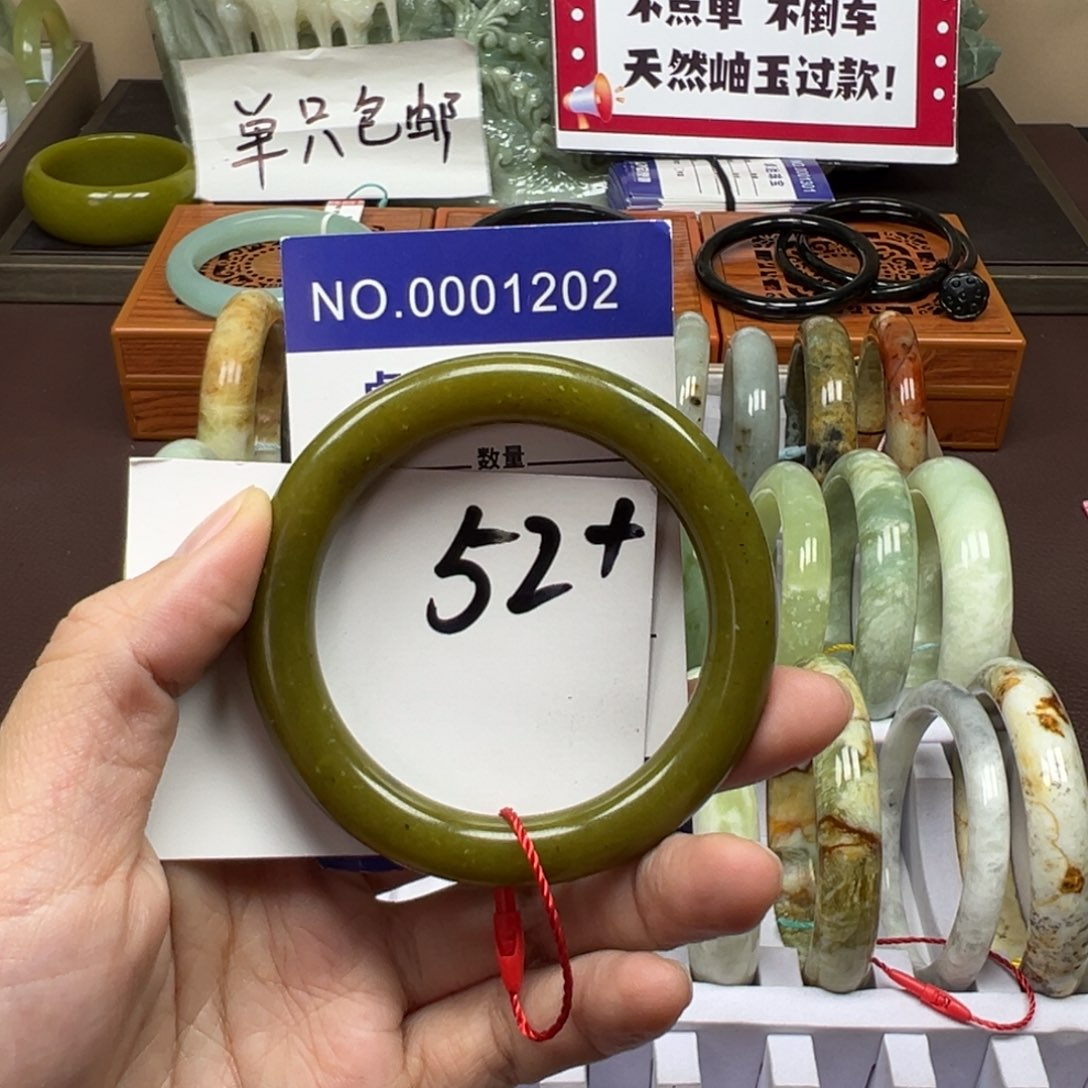 不点单 不倒车
天然岫玉过款!
单只包邮
NO.0001202
数量
52+